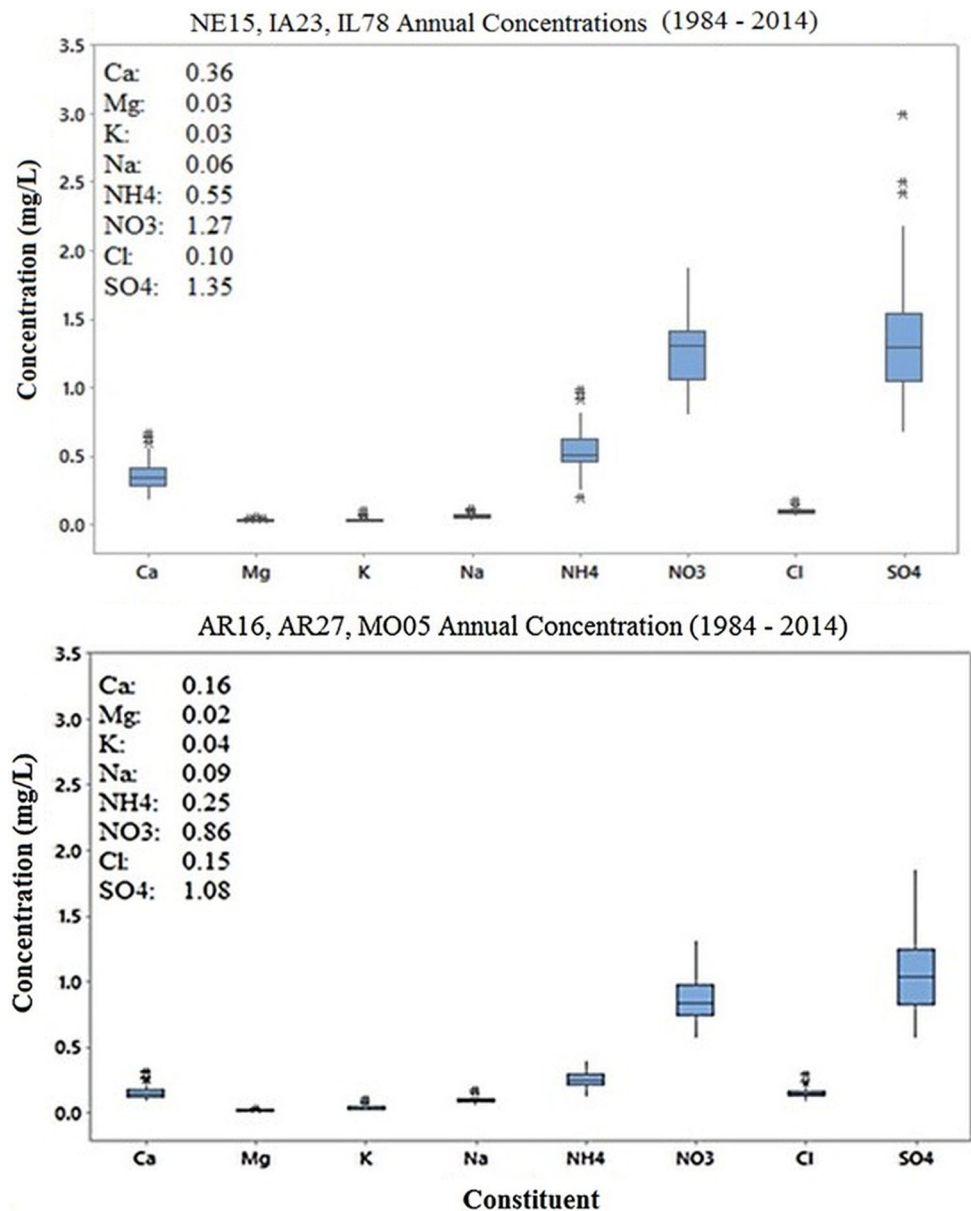 NE15, IA23, IL78 Annual Concentrations (1984 - 2014)
Concentration (mg/L)
3.5
3.0
2.5
2.0
1.5
1.0
0.5
0.0
Ca: 0.36
Mg: 0.03
K: 0.03
Na: 0.06
NH4: 0.55
NO3: 1.27
Cl: 0.10
SO4: 1.35
Ca Mg K Na NH4 NO3 Cl SO4
AR16, AR27, MO05 Annual Concentration (1984 - 2014)
Concentration (mg/L)
3.5
3.0
2.5
2.0
1.5
1.0
0.5
0.0
Ca: 0.16
Mg: 0.02
K: 0.04
Na: 0.09
NH4: 0.25
NO3: 0.86
Cl: 0.15
SO4: 1.08
Ca Mg K Na NH4 NO3 Cl SO4
Constituent